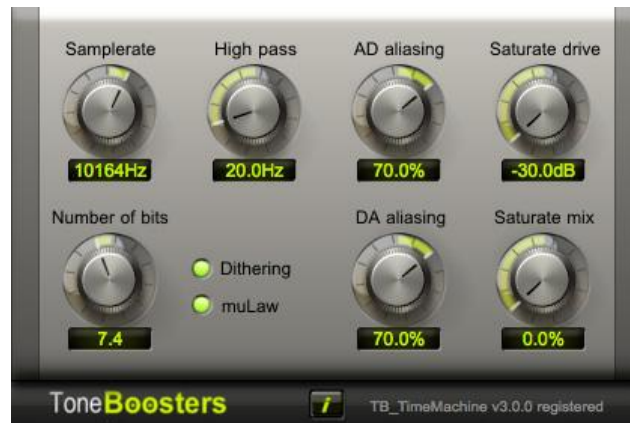 Samplerate High pass AD aliasing Saturate drive
10164Hz 20.0Hz 70.0% -30.0dB
Number of bits DA aliasing Saturate mix
Dithering
muLaw
7.4 70.0% 0.0%
ToneBoosters i TB_TimeMachine v3.0.0 registered